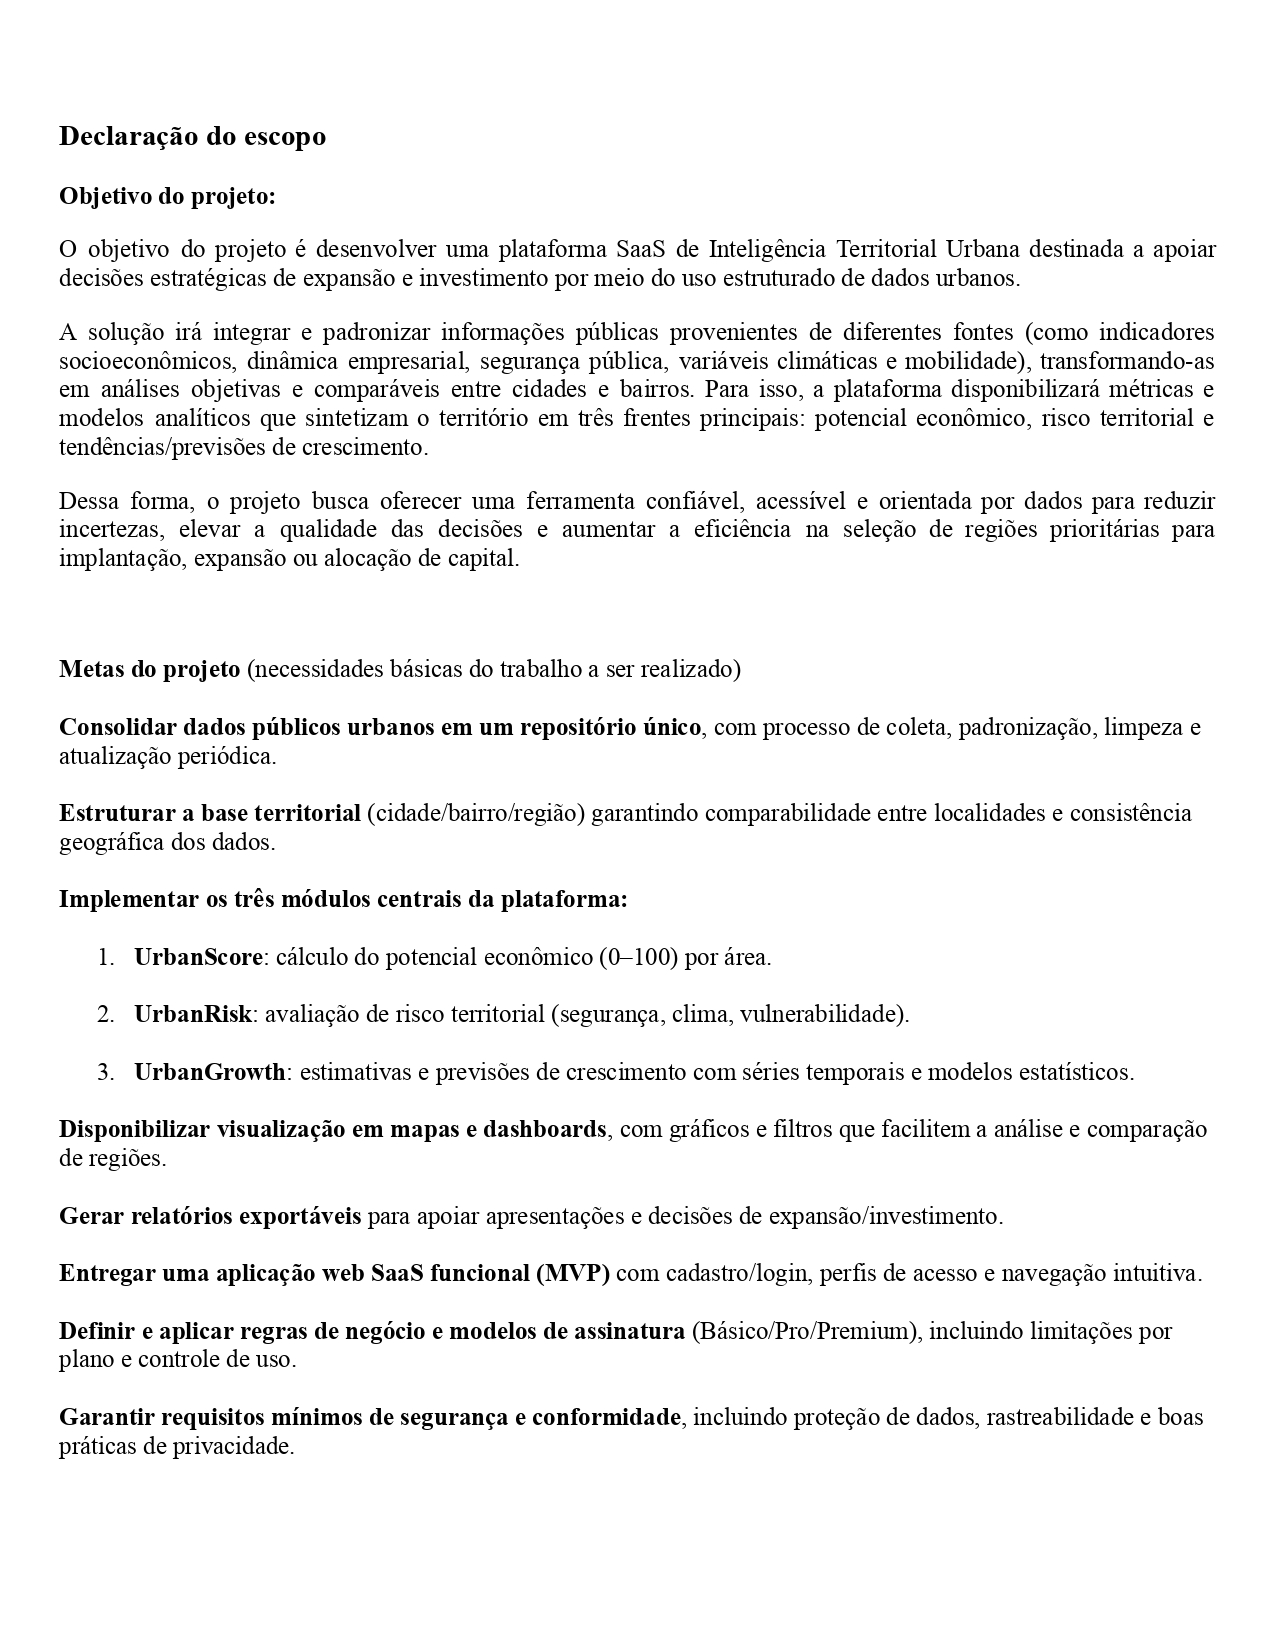 Declaração do escopo
Objetivo do projeto:
O objetivo do projeto é desenvolver uma plataforma SaaS de Inteligência Territorial Urbana destinada a apoiar
decisões estratégicas de expansão e investimento por meio do uso estruturado de dados urbanos.
A solução irá integrar e padronizar informações públicas provenientes de diferentes fontes (como indicadores
socioeconômicos, dinâmica empresarial, segurança pública, variáveis climáticas e mobilidade), transformando-as
em análises objetivas e comparáveis entre cidades e bairros. Para isso, a plataforma disponibilizará métricas e
modelos analíticos que sintetizam o território em três frentes principais: potencial econômico, risco territorial e
tendências/previsões de crescimento.
Dessa forma, o projeto busca oferecer uma ferramenta confiável, acessível e orientada por dados para reduzir
incertezas, elevar a qualidade das decisões e aumentar a eficiência na seleção de regiões prioritárias para
implantação, expansão ou alocação de capital.
Metas do projeto (necessidades básicas do trabalho a ser realizado)
Consolidar dados públicos urbanos em um repositório único, com processo de coleta, padronização, limpeza e
atualização periódica.
Estruturar a base territorial (cidade/bairro/região) garantindo comparabilidade entre localidades e consistência
geográfica dos dados.
Implementar os três módulos centrais da plataforma:
1. UrbanScore: cálculo do potencial econômico (0–100) por área.
2. UrbanRisk: avaliação de risco territorial (segurança, clima, vulnerabilidade).
3. UrbanGrowth: estimativas e previsões de crescimento com séries temporais e modelos estatísticos.
Disponibilizar visualização em mapas e dashboards, com gráficos e filtros que facilitem a análise e comparação
de regiões.
Gerar relatórios exportáveis para apoiar apresentações e decisões de expansão/investimento.
Entregar uma aplicação web SaaS funcional (MVP) com cadastro/login, perfis de acesso e navegação intuitiva.
Definir e aplicar regras de negócio e modelos de assinatura (Básico/Pro/Premium), incluindo limitações por
plano e controle de uso.
Garantir requisitos mínimos de segurança e conformidade, incluindo proteção de dados, rastreabilidade e boas
práticas de privacidade.